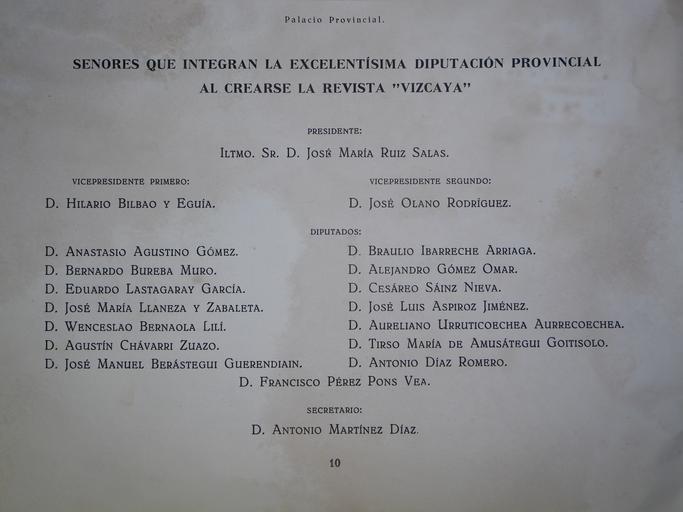 Palacio Provincial.
SENORES QUE INTEGRAN LA EXCELENTÍSIMA DIPUTACIÓN PROVINCIAL
AL CREARSE LA REVISTA "VIZCAYA"
PRESIDENTE:
ILTMO. SR. D. JOSÉ MARÍA RUIZ SALAS.
VICEPRESIDENTE PRIMERO:
D. HILARIO BILBAO Y EGUÍA.
VICEPRESIDENTE SEGUNDO:
D. JOSÉ OLANO RODRÍGUEZ.
DIPUTADOS:
D. ANASTASIO AGUSTINO GÓMEZ.
D. BERNARDO BUREBA MURO.
D. EDUARDO LASTAGARAY GARCÍA.
D. JOSÉ MARÍA LLANEZA Y ZABALETA.
D. WENCESLAO BERNAOLA LILÍ.
D. AGUSTÍN CHÁVARRI ZUAZO.
D. JOSÉ MANUEL BERÁSTEGUI GUERENDIAIN.
D. BRAULIO IBARRECHE ARRIAGA.
D. ALEJANDRO GÓMEZ OMAR.
D. CESÁREO SÁINZ NIEVA.
D. JOSÉ LUIS ASPIROZ JIMÉNEZ.
D. AURELIANO URRUTICOECHEA AURRECOECHEA.
D. TIRSO MARÍA DE AMUSÁTEGUI GOITISOLO.
D. ANTONIO DÍAZ ROMERO.
D. FRANCISCO PÉREZ PONS VEA.
SECRETARIO:
D. ANTONIO MARTÍNEZ DÍAZ.
10